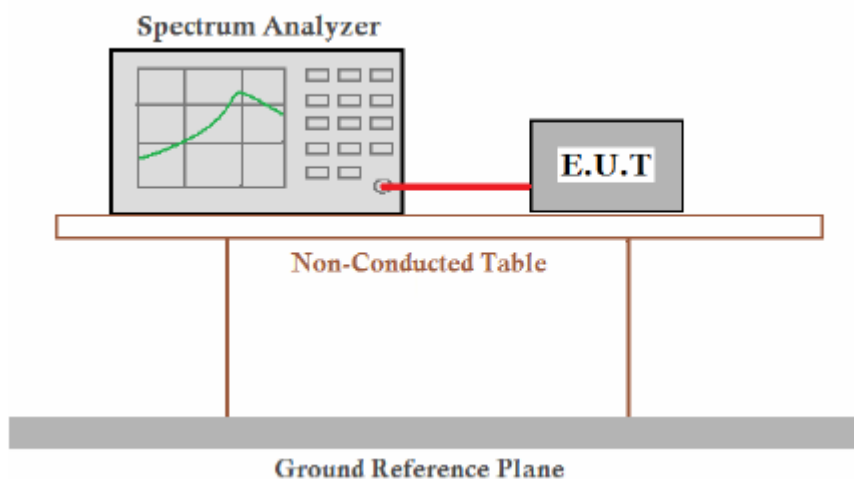 Spectrum Analyzer
E.U.T
Non-Conducted Table
Ground Reference Plane